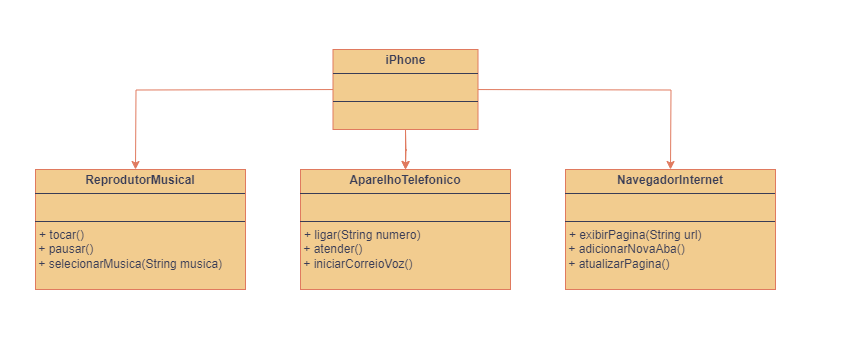 iPhone
ReprodutorMusical
+ tocar()
+ pausar()
+ selecionarMusica(String musica)
AparelhoTelefonico
+ ligar(String numero)
+ atender()
+ iniciarCorreioVoz()
NavegadorInternet
+ exibirPagina(String url)
+ adicionarNovaAba()
+ atualizarPagina()